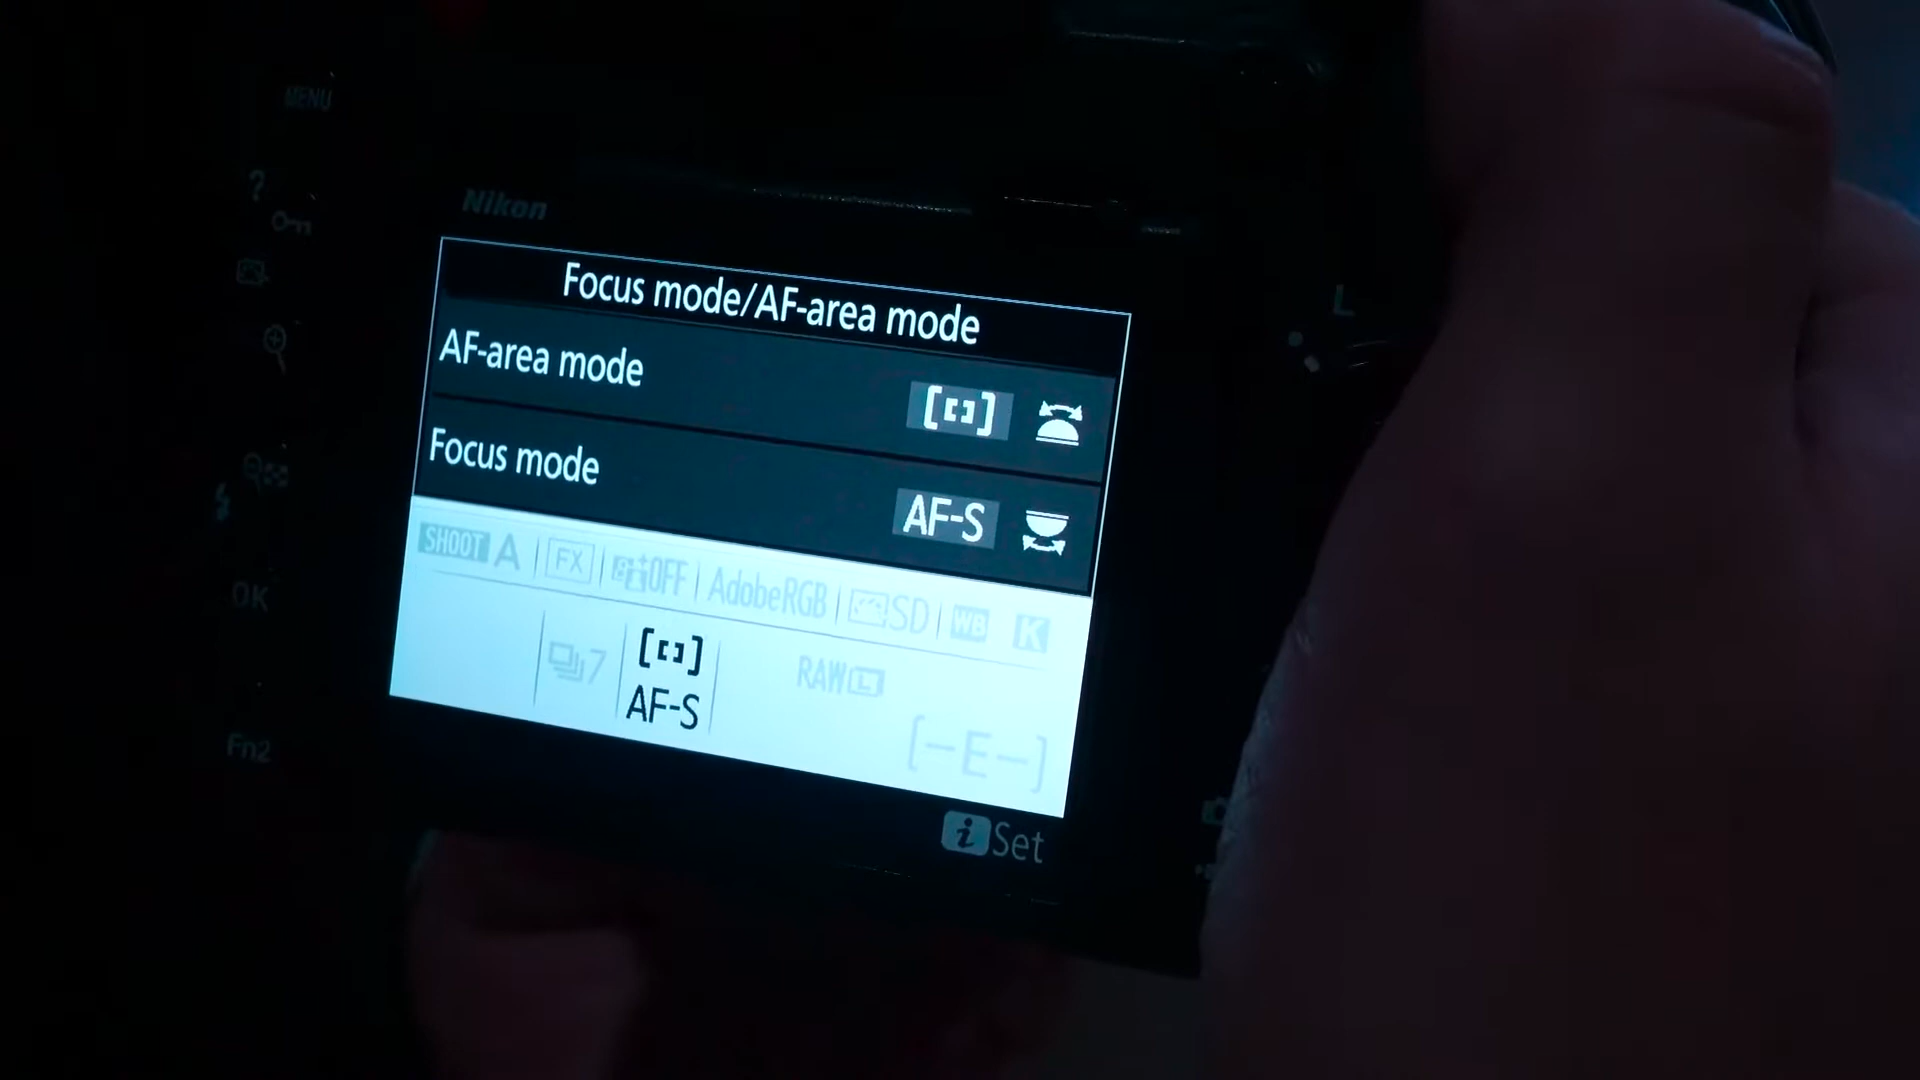 MENU
Nikon
?
Focus mode/AF-area mode
AF-area mode
[[ ]]
Focus mode
AF-S
SHOOT A FX OFF AdobeRGB SD WB K
7 [[ ]] RAW L
AF-S
[–E–]
OK
Fn2
i Set
L